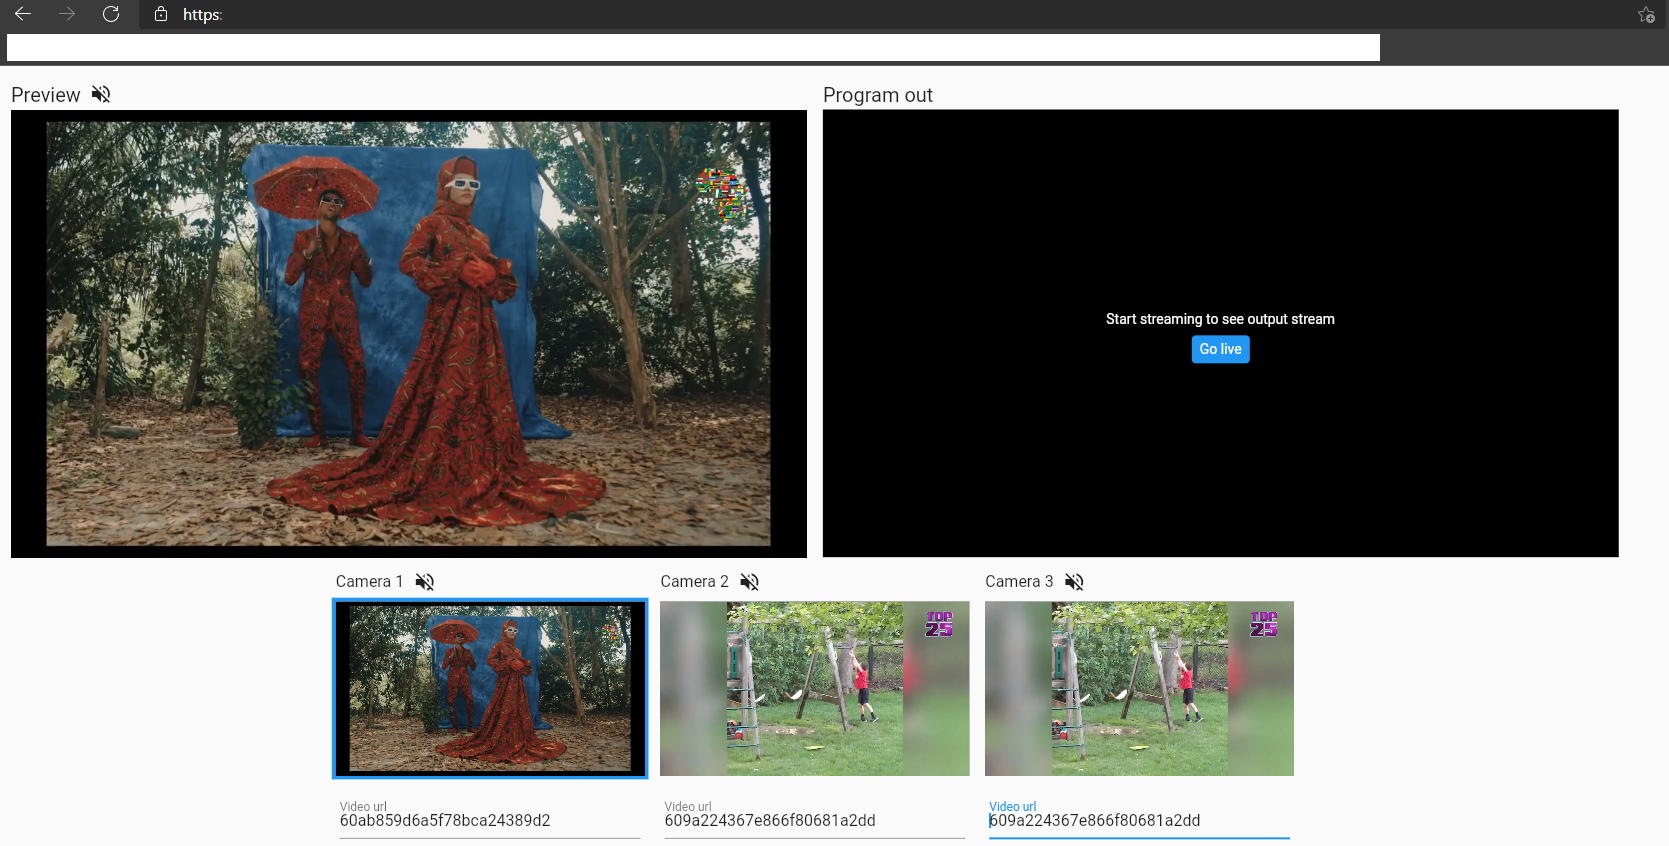 https:
Preview
Program out
247
Start streaming to see output stream
Go live
Camera 1
Camera 2
Camera 3
TOP
25
TOP
25
Video url
Video url
Video url
60ab859d6a5f78bca24389d2
609a224367e866f80681a2dd
609a224367e866f80681a2dd